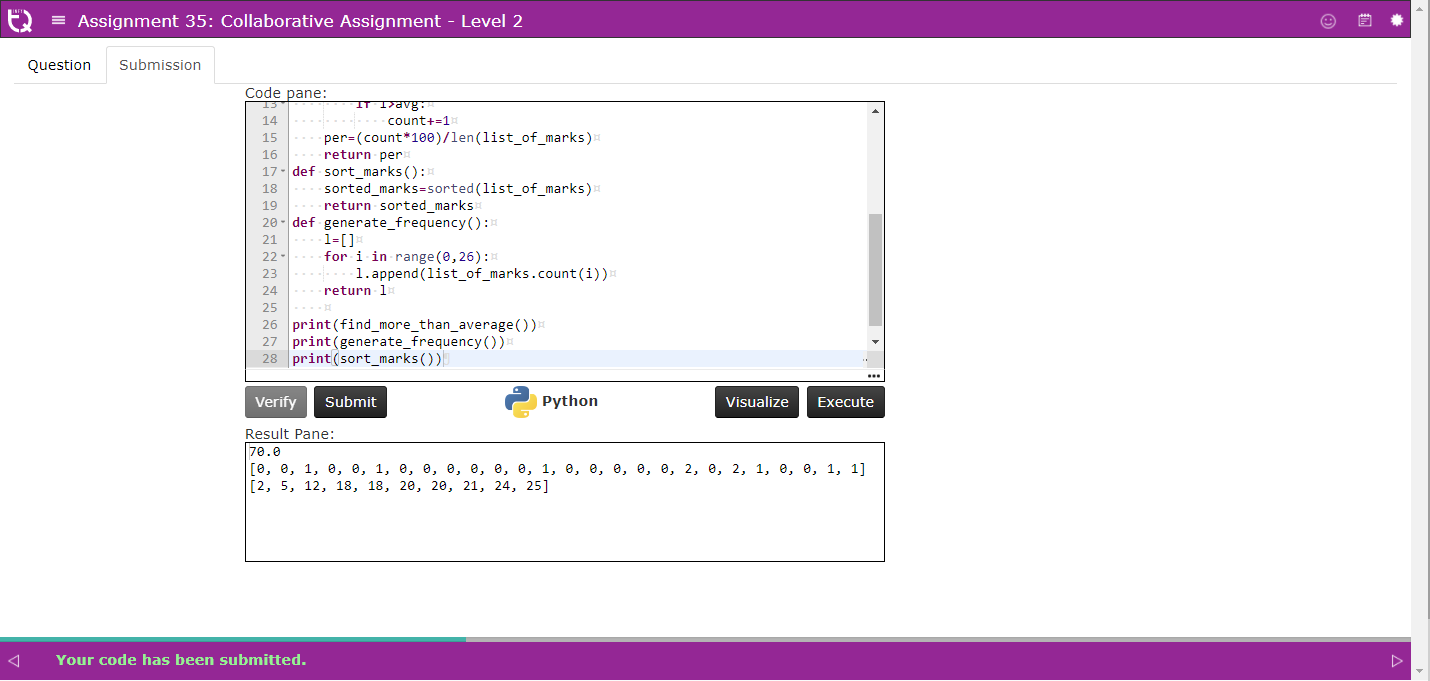 Assignment 35: Collaborative Assignment - Level 2
Question
Submission
Code pane:
13 if i>avg:
14 count+=1
15 per=(count*100)/len(list_of_marks)
16 return per
17 def sort_marks():
18 sorted_marks=sorted(list_of_marks)
19 return sorted_marks
20 def generate_frequency():
21 l=[]
22 for i in range(0,26):
23 l.append(list_of_marks.count(i))
24 return l
25
26 print(find_more_than_average())
27 print(generate_frequency())
28 print(sort_marks())
Verify
Submit
Python
Visualize
Execute
Result Pane:
70.0
[0, 0, 1, 0, 0, 1, 0, 0, 0, 0, 0, 0, 1, 0, 0, 0, 0, 0, 2, 0, 2, 1, 0, 0, 1, 1]
[2, 5, 12, 18, 18, 20, 20, 21, 24, 25]
Your code has been submitted.